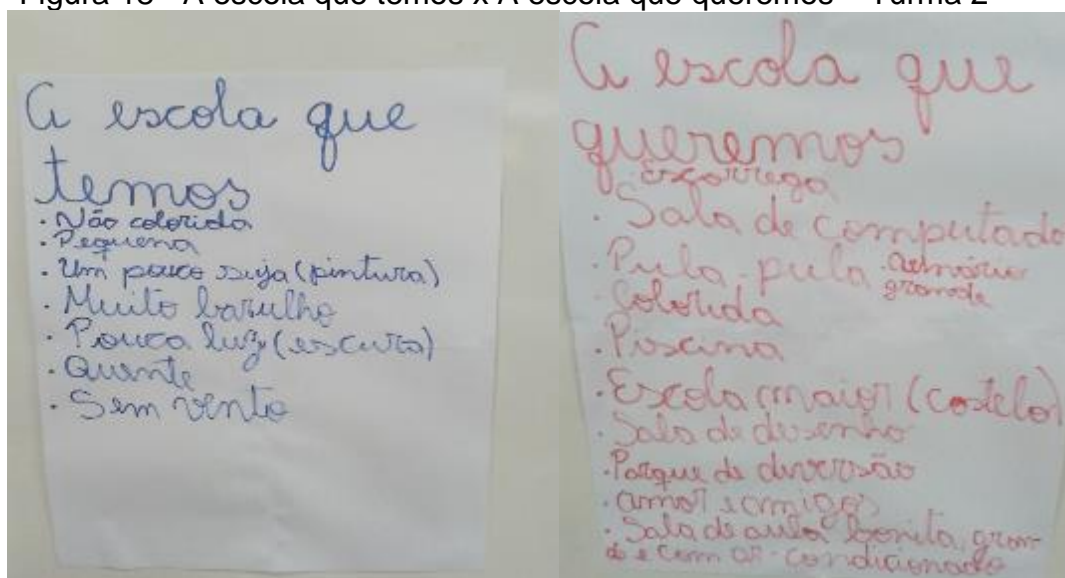 Figura 18 - A escola que temos x A escola que queremos – Turma 2
A escola que
temos
. Não colorida
. Pequena
. Um pouco suja (pintura)
. Muito barulho
. Pouca luz (escura)
. Quente
. Sem vento
A escola que
queremos
Escorrega
. Sala de computado
. Pula-pula . armário
grande
. Colorida
. Piscina
. Escola maior (castelo)
. Sala de desenho
. Parque de diversão
. amor e amigos
. Sala de aula bonita, gran-
de e com ar-condicionado